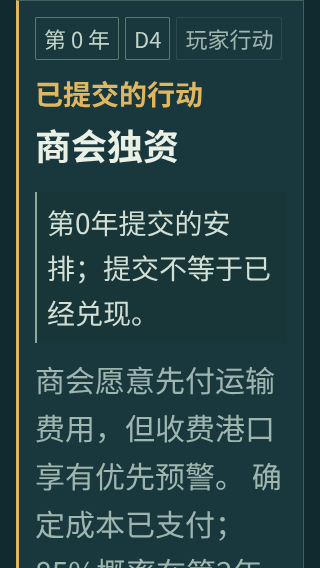 第 0 年 D4 玩家行动
已提交的行动
商会独资
第0年提交的安
排；提交不等于已
经兑现。
商会愿意先付运输
费用，但收费港口
享有优先预警。 确
定成本已支付；